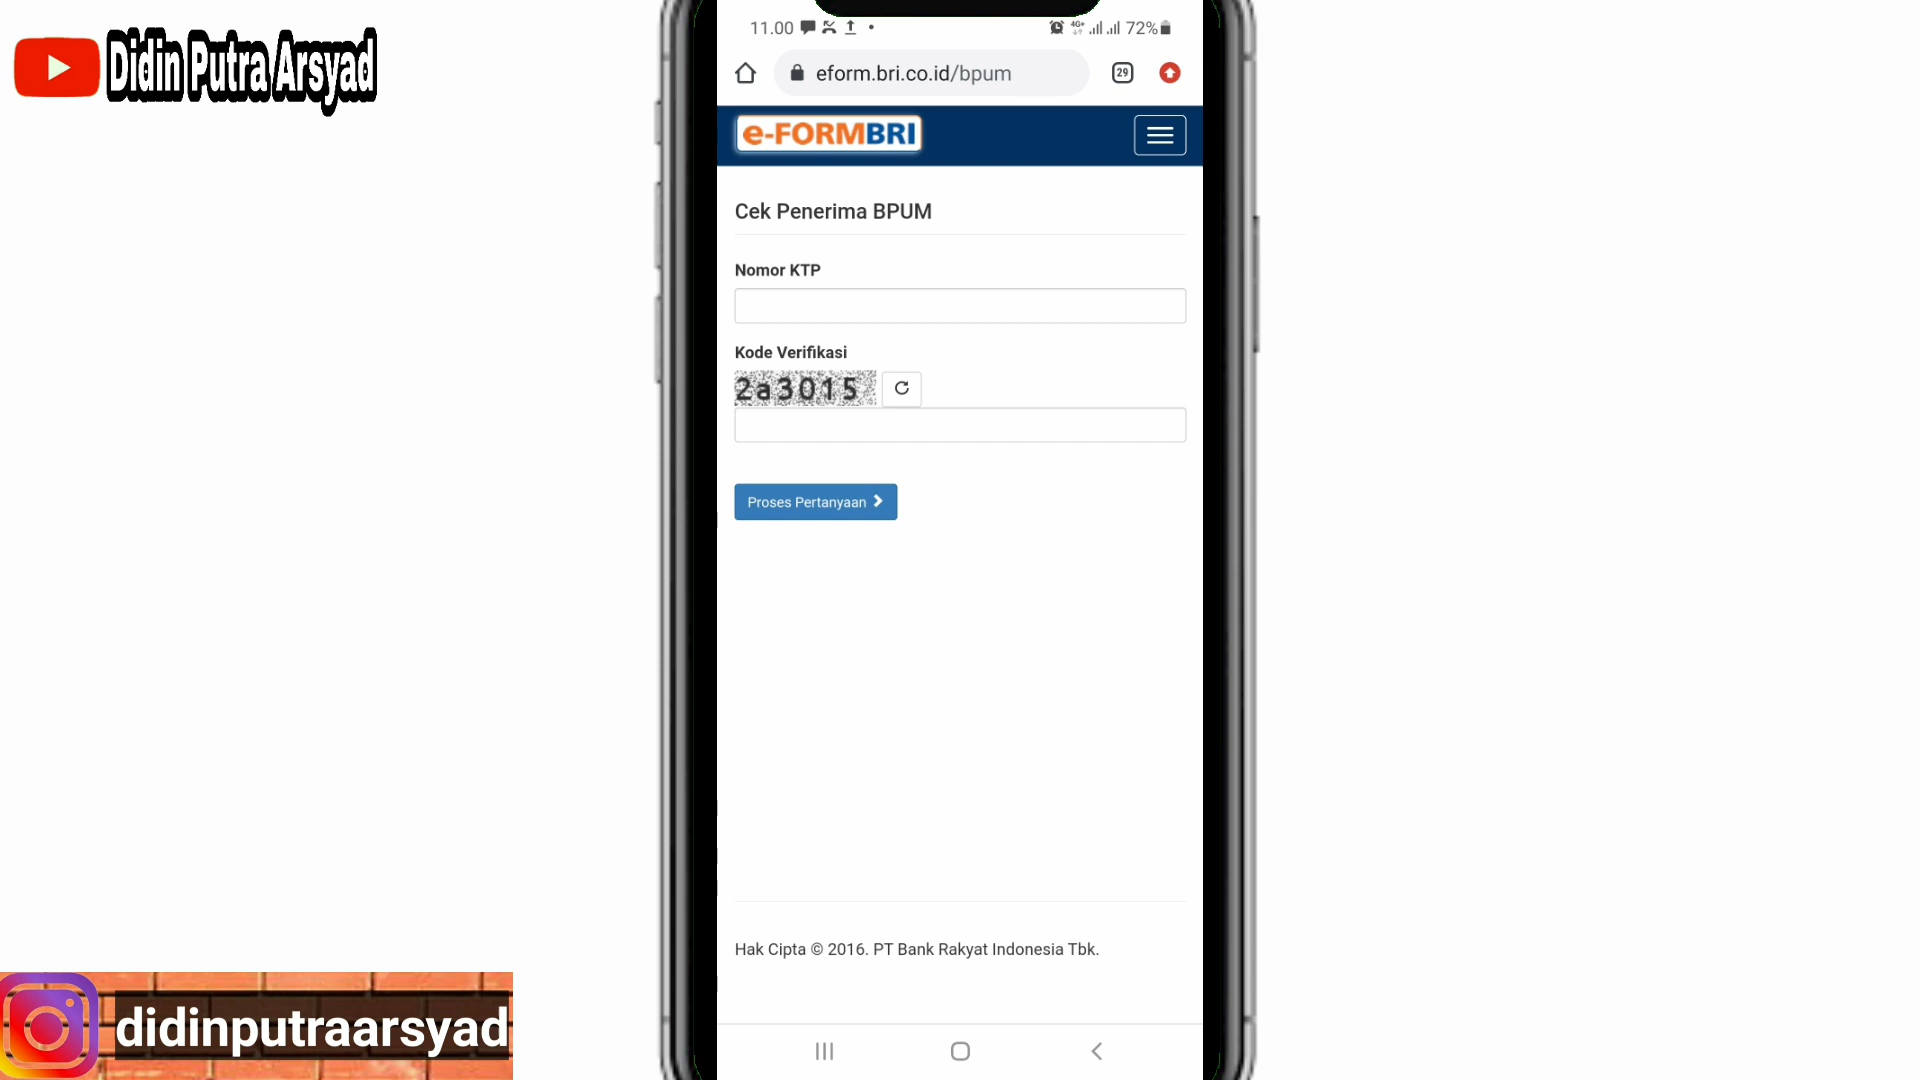 Didin Putra Arsyad
11.00
4G+
72%
eform.bri.co.id/bpum
29
e-FORMBRI
Cek Penerima BPUM
Nomor KTP
Kode Verifikasi
2a3015
Proses Pertanyaan
Hak Cipta © 2016. PT Bank Rakyat Indonesia Tbk.
didinputraarsyad